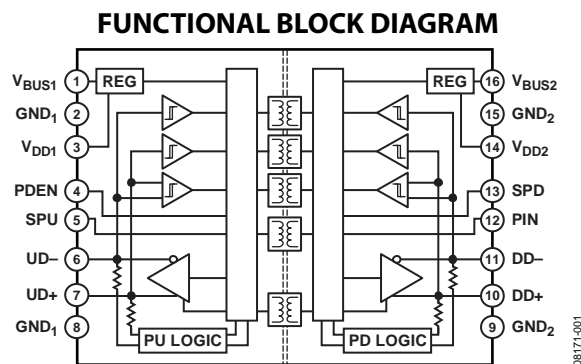 FUNCTIONAL BLOCK DIAGRAM
VBUS1 1 REG REG 16 VBUS2
GND1 2 15 GND2
VDD1 3 14 VDD2
PDEN 4 13 SPD
SPU 5 12 PIN
UD– 6 11 DD–
UD+ 7 10 DD+
GND1 8 PU LOGIC PD LOGIC 9 GND2
08171-001